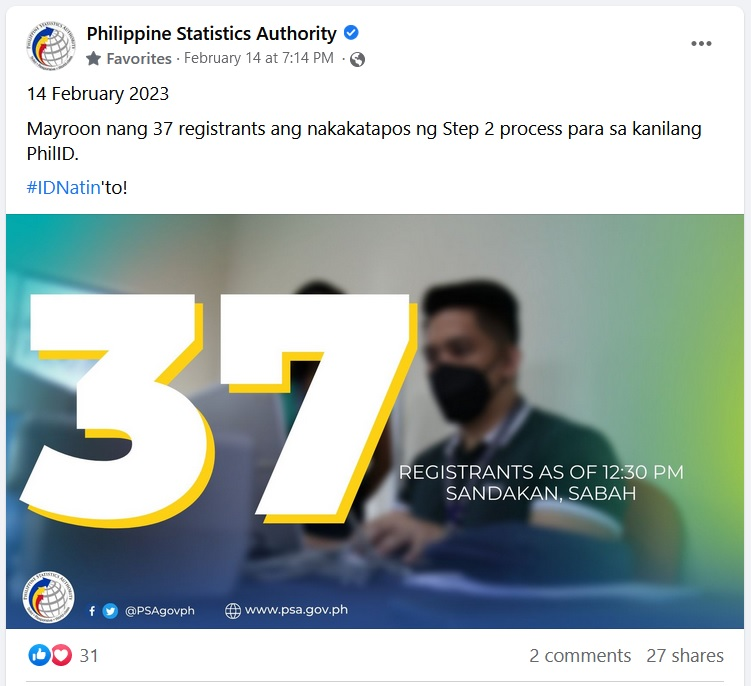 Philippine Statistics Authority
Favorites · February 14 at 7:14 PM ·
14 February 2023
Mayroon nang 37 registrants ang nakakatapos ng Step 2 process para sa kanilang
PhilID.
#IDNatin'to!
37
REGISTRANTS AS OF 12:30 PM
SANDAKAN, SABAH
@PSAgovph www.psa.gov.ph
31 2 comments 27 shares